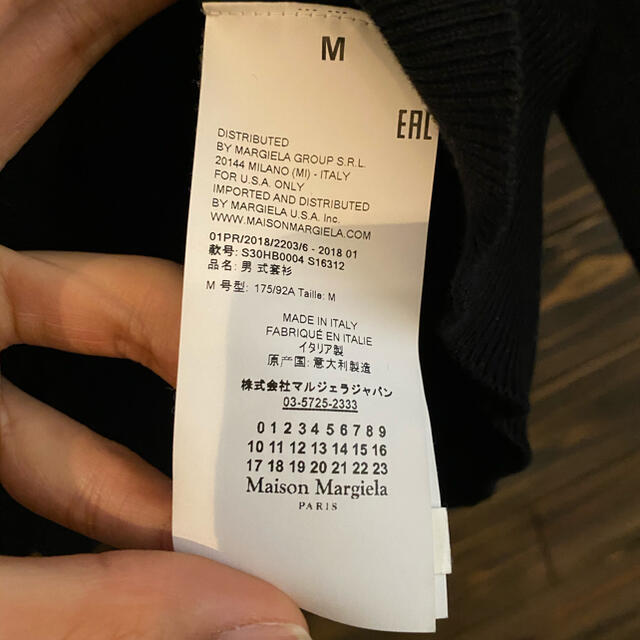 M
EAC
DISTRIBUTED
BY MARGIELA GROUP S.R.L.
20144 MILANO (MI) - ITALY
FOR U.S.A. ONLY
IMPORTED AND DISTRIBUTED
BY MARGIELA U.S.A. Inc.
WWW.MAISONMARGIELA.COM
01PR/2018/2203/6 - 2018 01
款号: S30HB0004 S16312
品名: 男 式套衫
M 号型: 175/92A Taille: M
MADE IN ITALY
FABRIQUÉ EN ITALIE
イタリア製
原产国: 意大利製造
株式会社マルジェラジャパン
03-5725-2333
0 1 2 3 4 5 6 7 8 9
10 11 12 13 14 15 16
17 18 19 20 21 22 23
Maison Margiela
PARIS